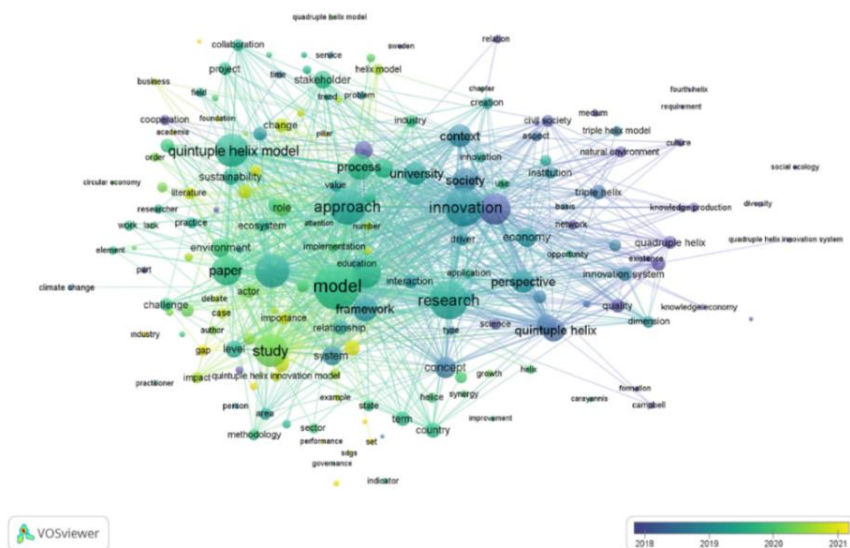 quadruple helix model
collaboration
relation
sweden
service
project
helix model
time
stakeholder
business
problem
trend
field
chapter
fourthhelix
creation
foundation
requirement
cooperation
medium
civil society
industry
change
academie
pillar
context
aspect
triple helix model
culture
order
quintuple helix model
natural environment
innovation
process
university
institution
social ecology
sustainability
society
use
circular economy
value
literature
triple helix
diversity
role
approach
innovation
basis
knowledge production
researcher
work
lack
practice
ecosystem
attention
number
network
driver
economy
quadruple helix
quadruple helix innovation system
element
environment
implementation
opportunity
existence
education
paper
part
interaction
application
perspective
innovation system
climate change
actor
model
debate
research
quality
knowledge economy
challenge
case
importance
framework
author
relationship
type
science
quintuple helix
dimension
industry
gap
level
study
system
concept
practitioner
impact
quintuple helix innovation model
growth
helix
formation
person
example
state
helice
synergy
carayannis
campbell
area
term
improvement
methodology
sector
country
performance
set
sdgs
governance
indicator
VOSviewer
2018 2019 2020 2021